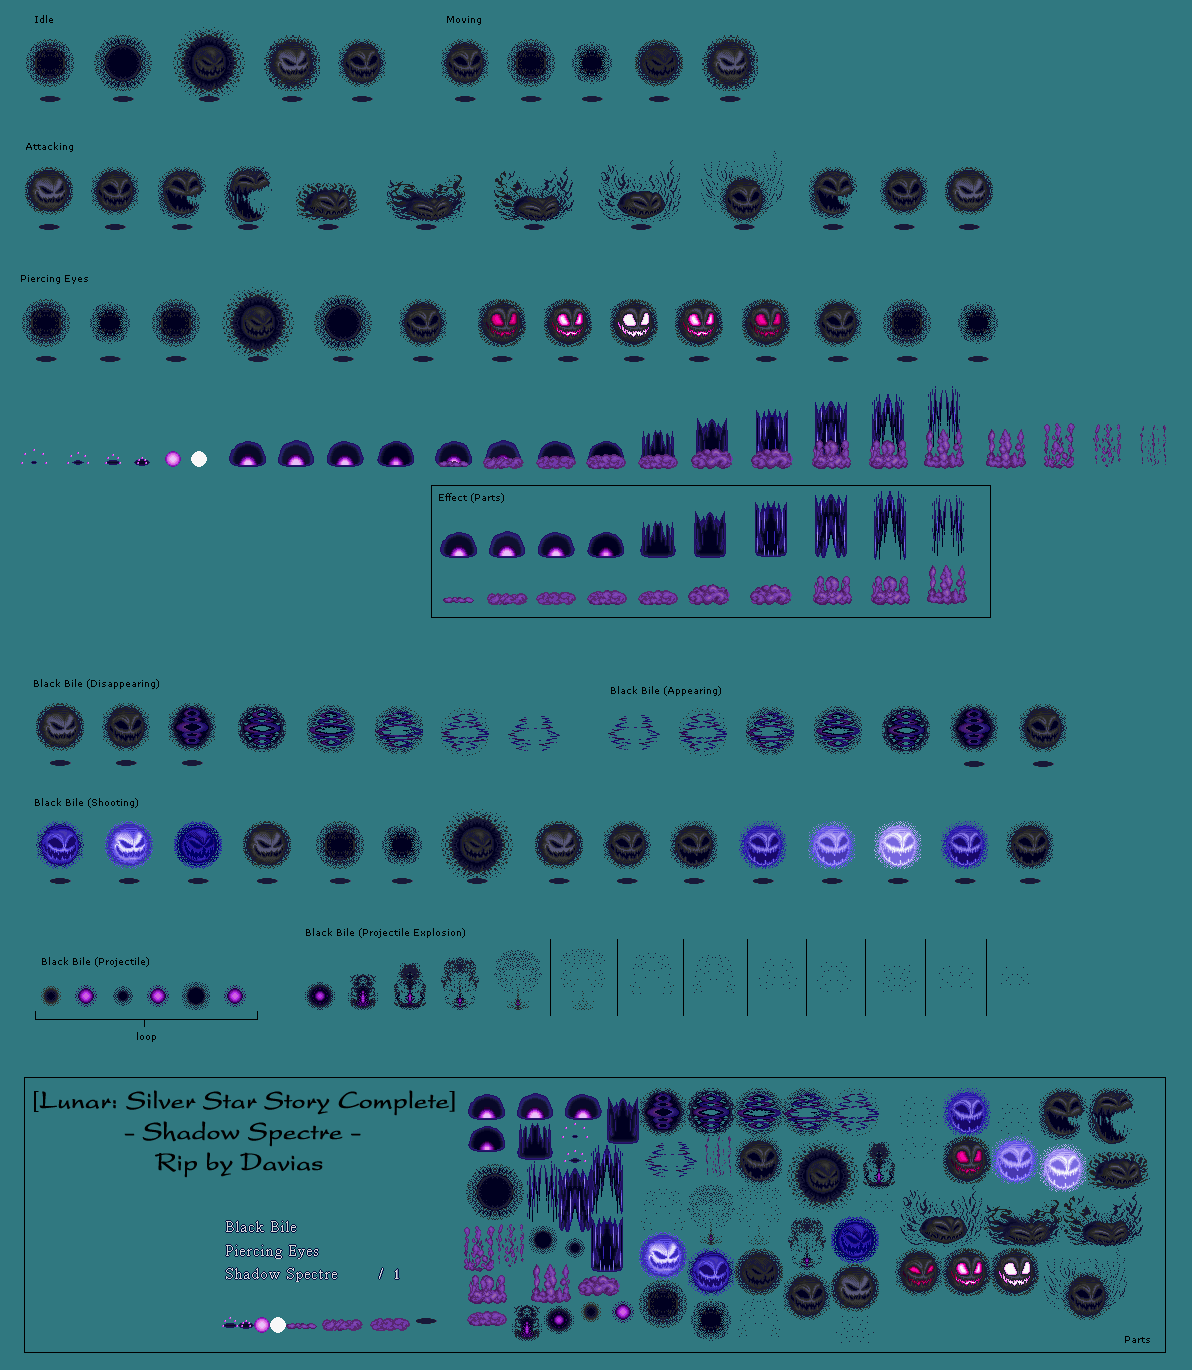 Idle
Moving
Attacking
Piercing Eyes
Effect (Parts)
Black Bile (Disappearing)
Black Bile (Appearing)
Black Bile (Shooting)
Black Bile (Projectile Explosion)
Black Bile (Projectile)
loop
[Lunar: Silver Star Story Complete]
- Shadow Spectre -
Rip by Davias
Black Bile
Piercing Eyes
Shadow Spectre / 1
Parts